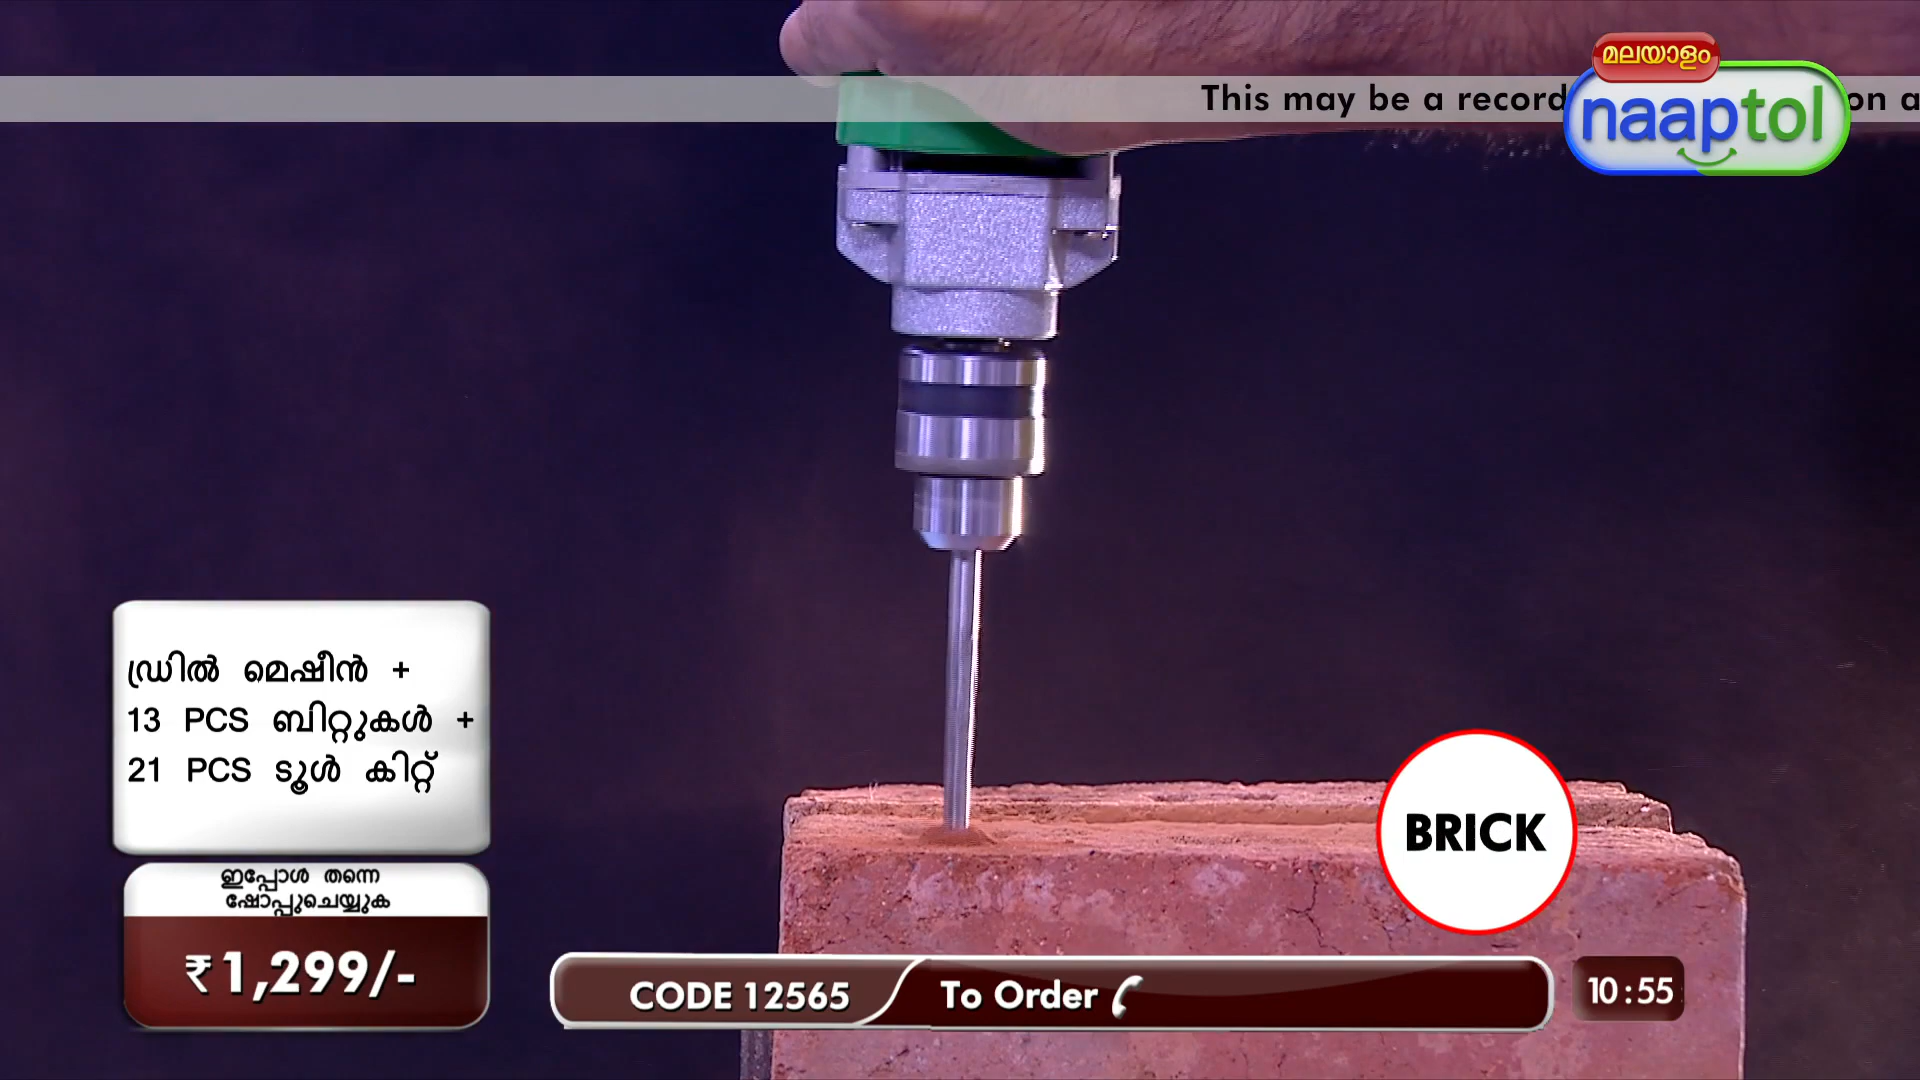 മലയാളം
naaptol
This may be a record
on a
ഡ്രിൽ മെഷീൻ +
13 PCS ബിറ്റുകൾ +
21 PCS ടൂൾ കിറ്റ്
ഇപ്പോൾ തന്നെ
ഷോപ്പുചെയ്യുക
₹1,299/-
BRICK
CODE 12565
To Order
10:55